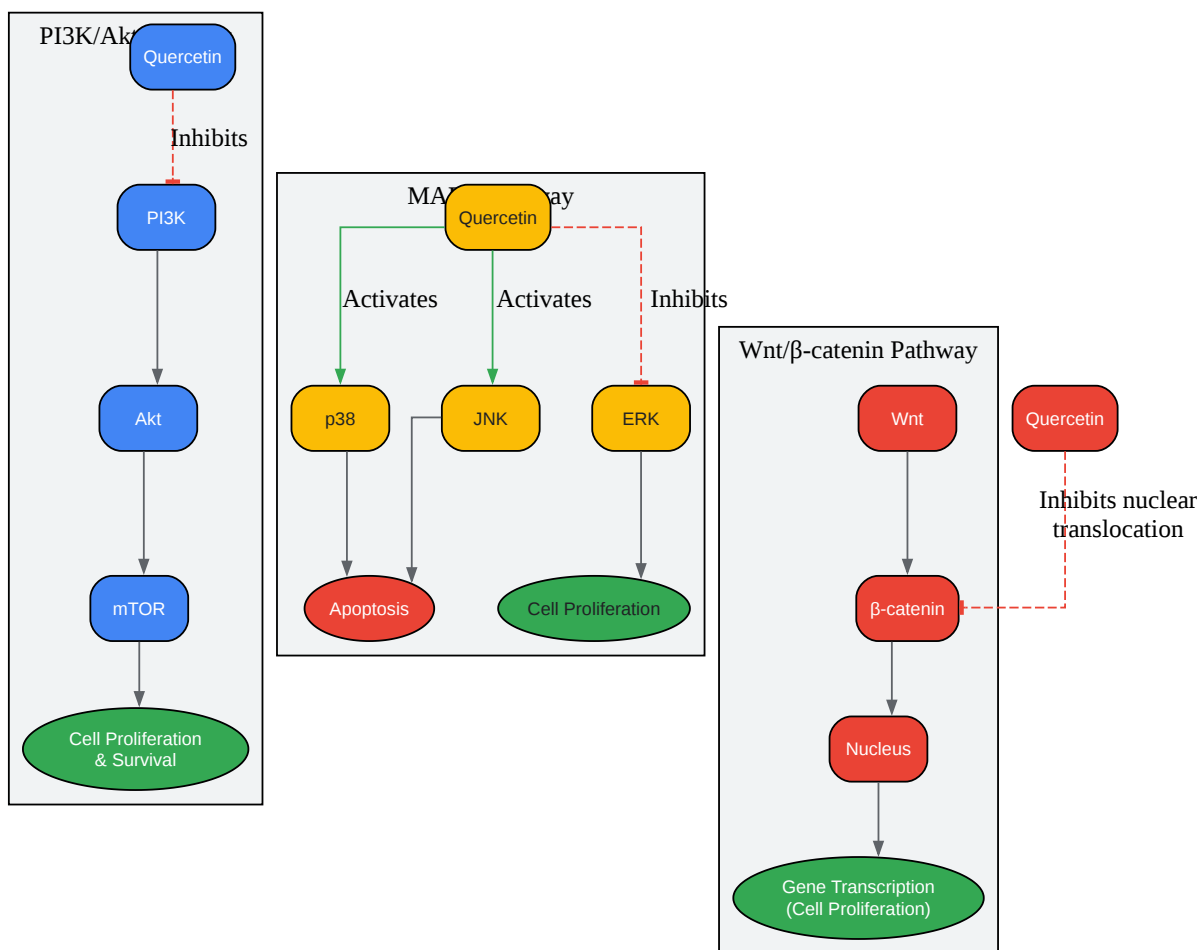 PI3K/Akt
Quercetin
Inhibits
PI3K
Akt
mTOR
Cell Proliferation
& Survival
Quercetin
Activates
Activates
Inhibits
p38
JNK
ERK
Apoptosis
Cell Proliferation
Wnt/β-catenin Pathway
Wnt
Quercetin
Inhibits nuclear
translocation
β-catenin
Nucleus
Gene Transcription
(Cell Proliferation)